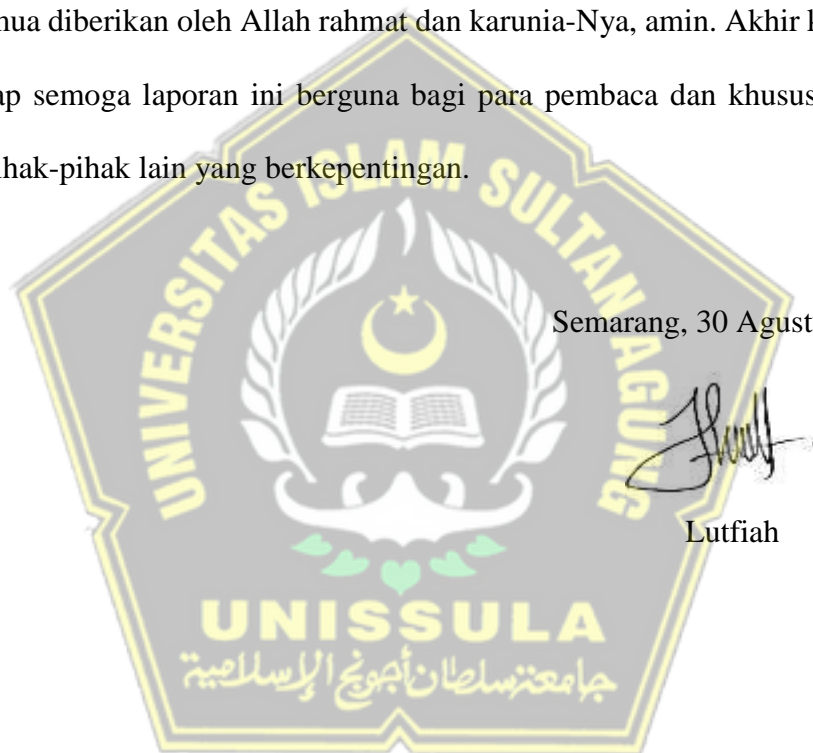 nua diberikan oleh Allah rahmat dan karunia-Nya, amin. Akhir k
ap semoga laporan ini berguna bagi para pembaca dan khusus
ihak-pihak lain yang berkepentingan.
UNIVERSITAS ISLAM SULTAN AGUNG
Semarang, 30 Agust
Lutfiah
UNISSULA
جامعة سلطان أجونج الإسلامية